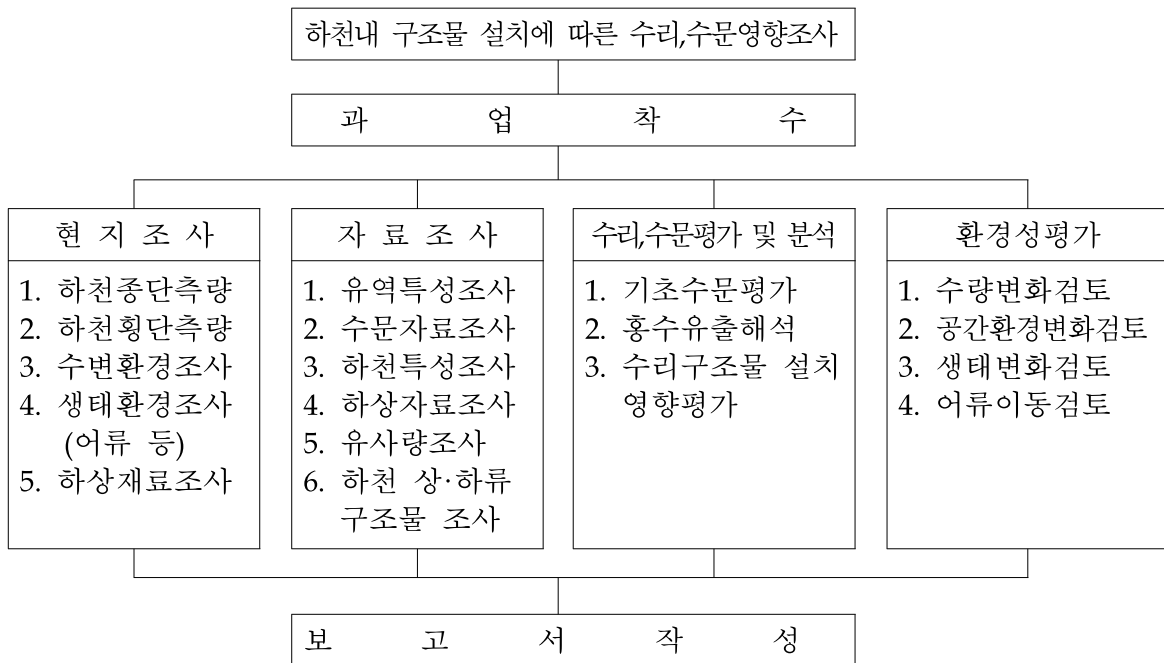 하천내 구조물 설치에 따른 수리,수문영향조사
과 업 착 수
현 지 조 사
1. 하천종단측량
2. 하천횡단측량
3. 수변환경조사
4. 생태환경조사
(어류 등)
5. 하상재료조사
자 료 조 사
1. 유역특성조사
2. 수문자료조사
3. 하천특성조사
4. 하상자료조사
5. 유사량조사
6. 하천 상·하류
구조물 조사
수리,수문평가 및 분석
1. 기초수문평가
2. 홍수유출해석
3. 수리구조물 설치
영향평가
환경성평가
1. 수량변화검토
2. 공간환경변화검토
3. 생태변화검토
4. 어류이동검토
보 고 서 작 성